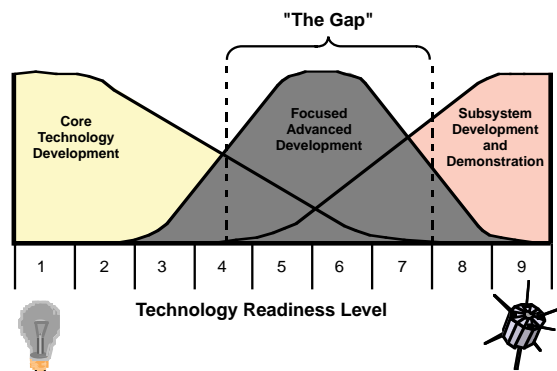 "The Gap"
Core
Technology
Development
Focused
Advanced
Development
Subsystem
Development
and
Demonstration
1 2 3 4 5 6 7 8 9
Technology Readiness Level